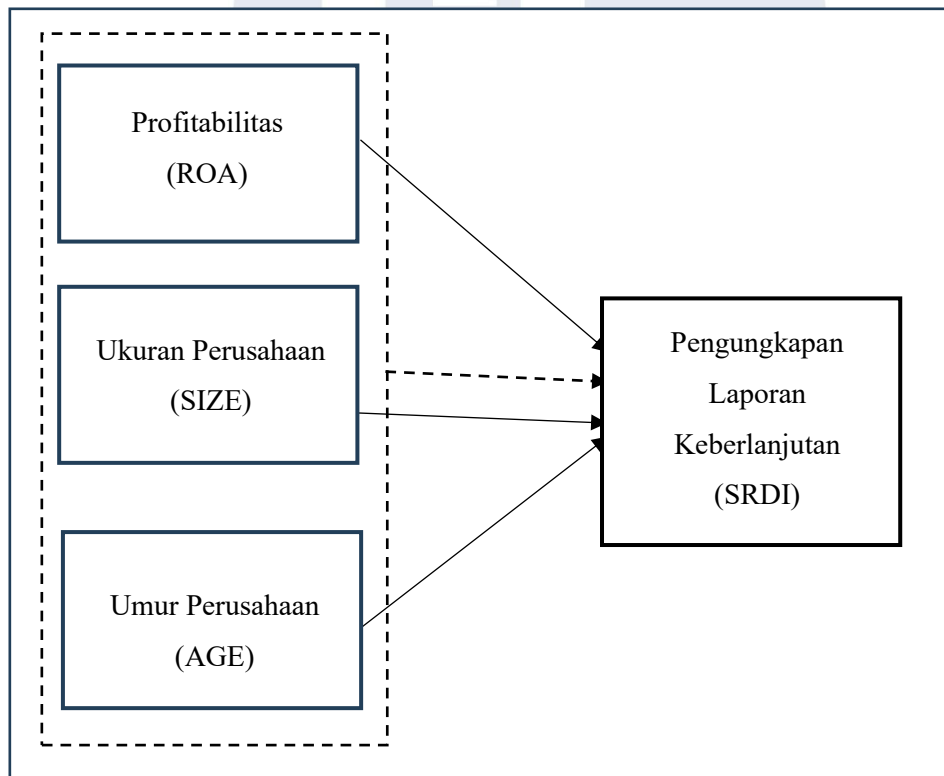 Profitabilitas
(ROA)
Ukuran Perusahaan
(SIZE)
Umur Perusahaan
(AGE)
Pengungkapan
Laporan
Keberlanjutan
(SRDI)